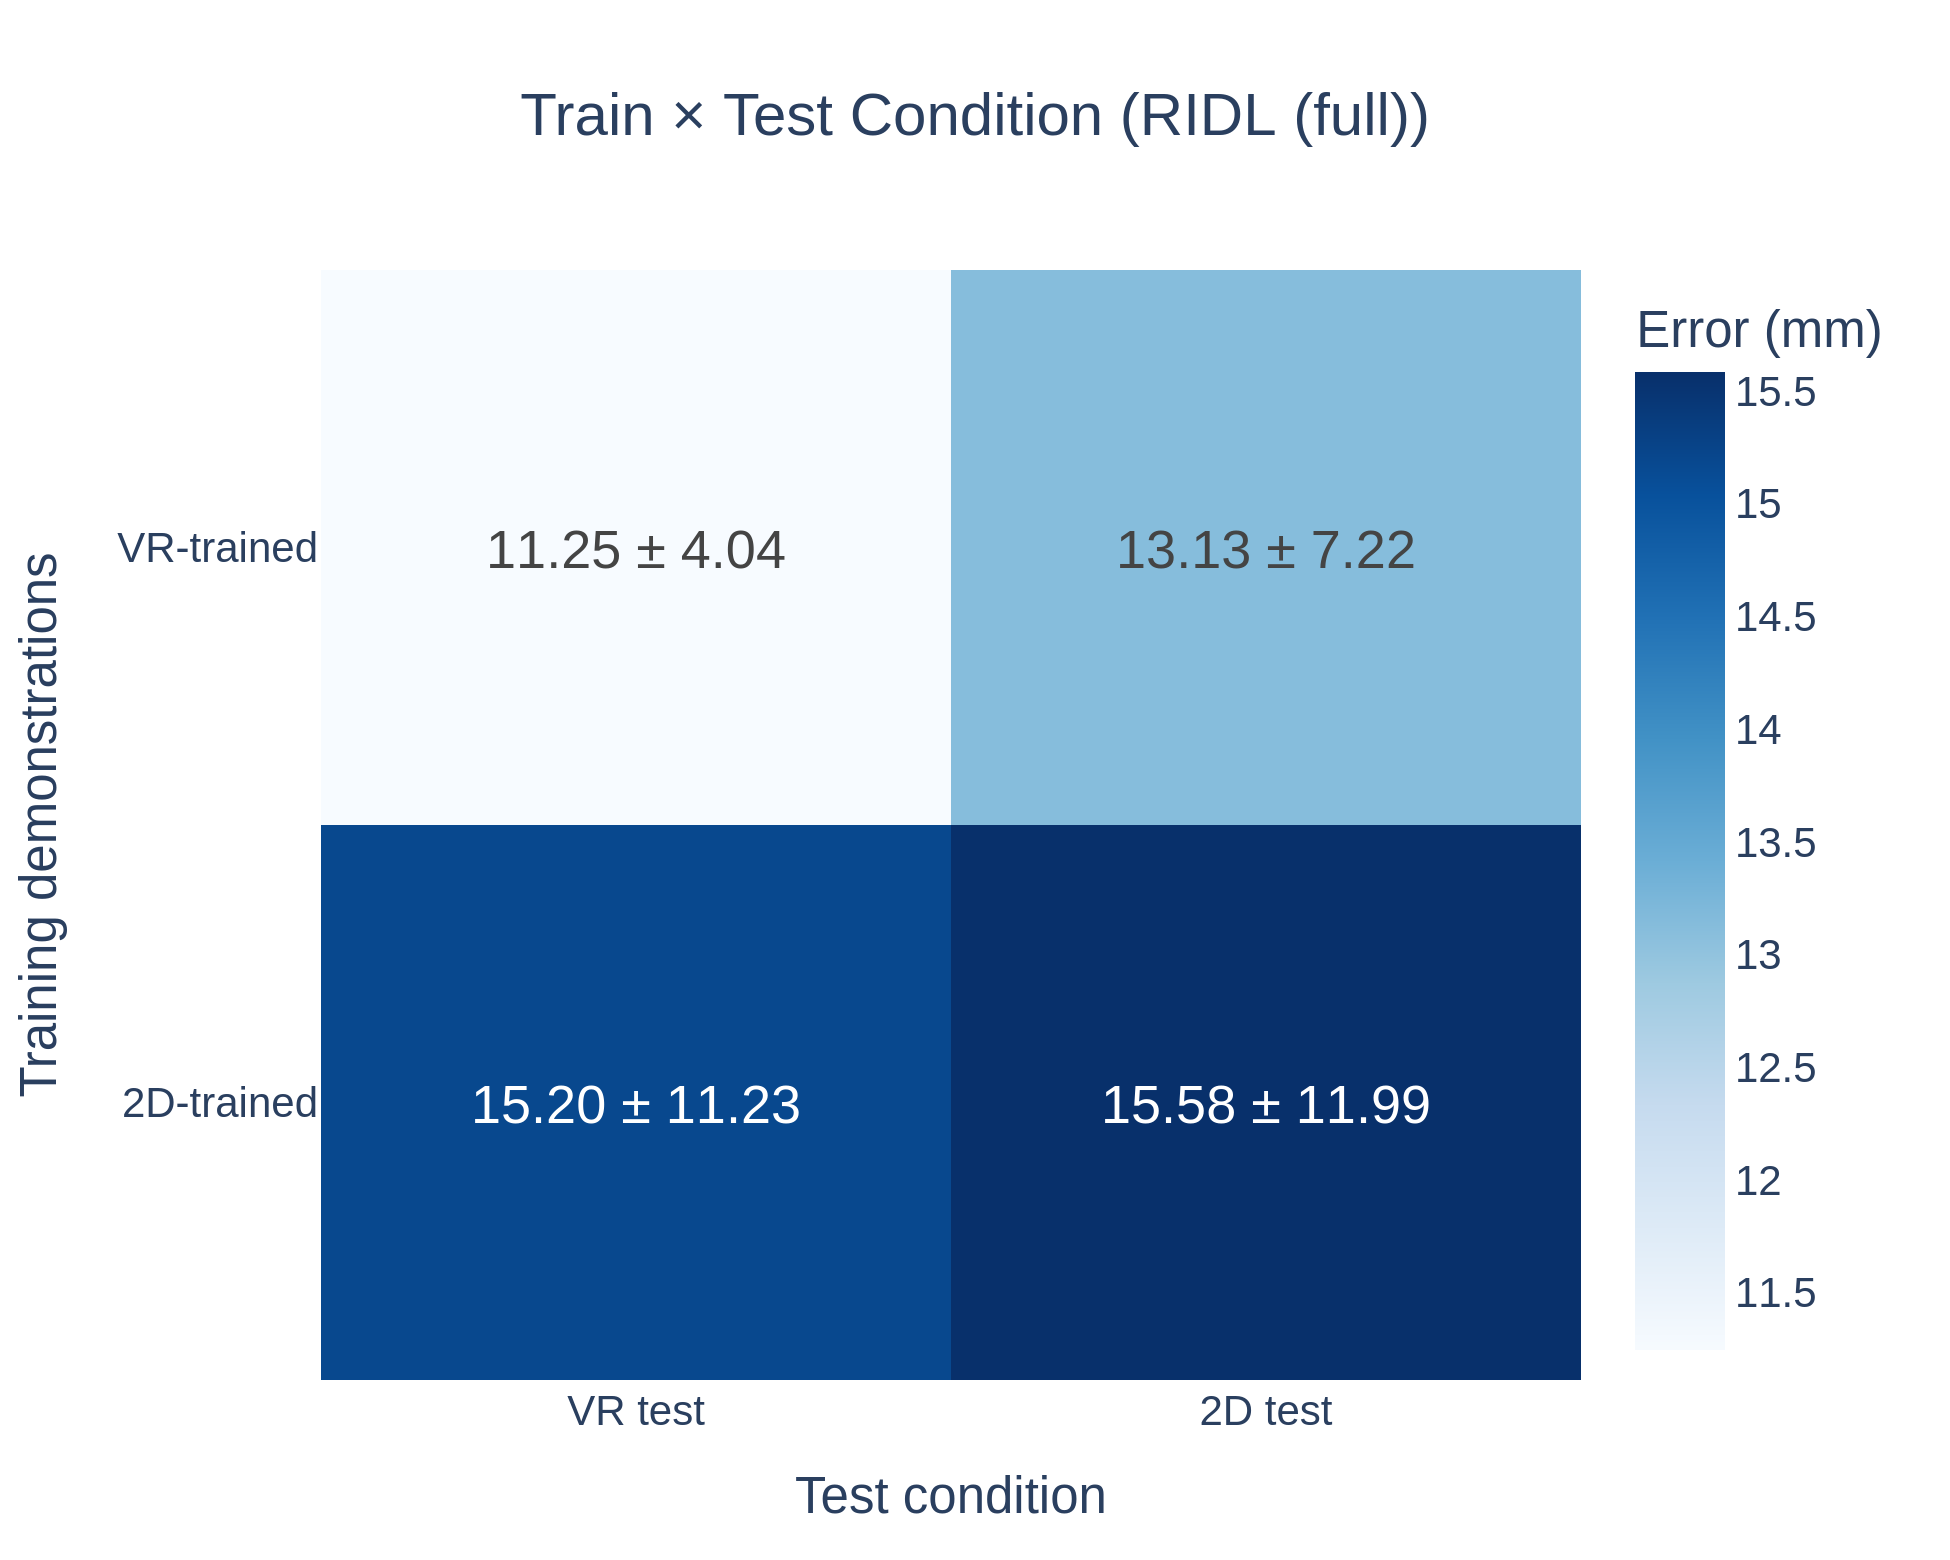 Train × Test Condition (RIDL (full))
Error (mm)
15.5
15
14.5
14
13.5
13
12.5
12
11.5
Training demonstrations
VR-trained
11.25 ± 4.04
13.13 ± 7.22
2D-trained
15.20 ± 11.23
15.58 ± 11.99
VR test
2D test
Test condition